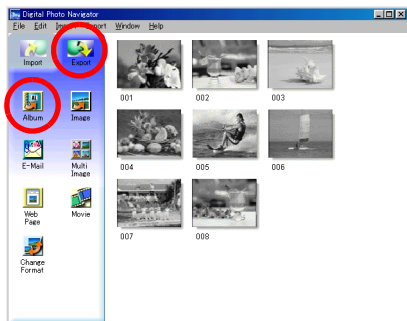 Digital Photo Navigator
File Edit Export Window Help
Import Export
Album Image
E-Mail Multi Image
Web Page Movie
Change Format
001 002 003
004 005 006
007 008